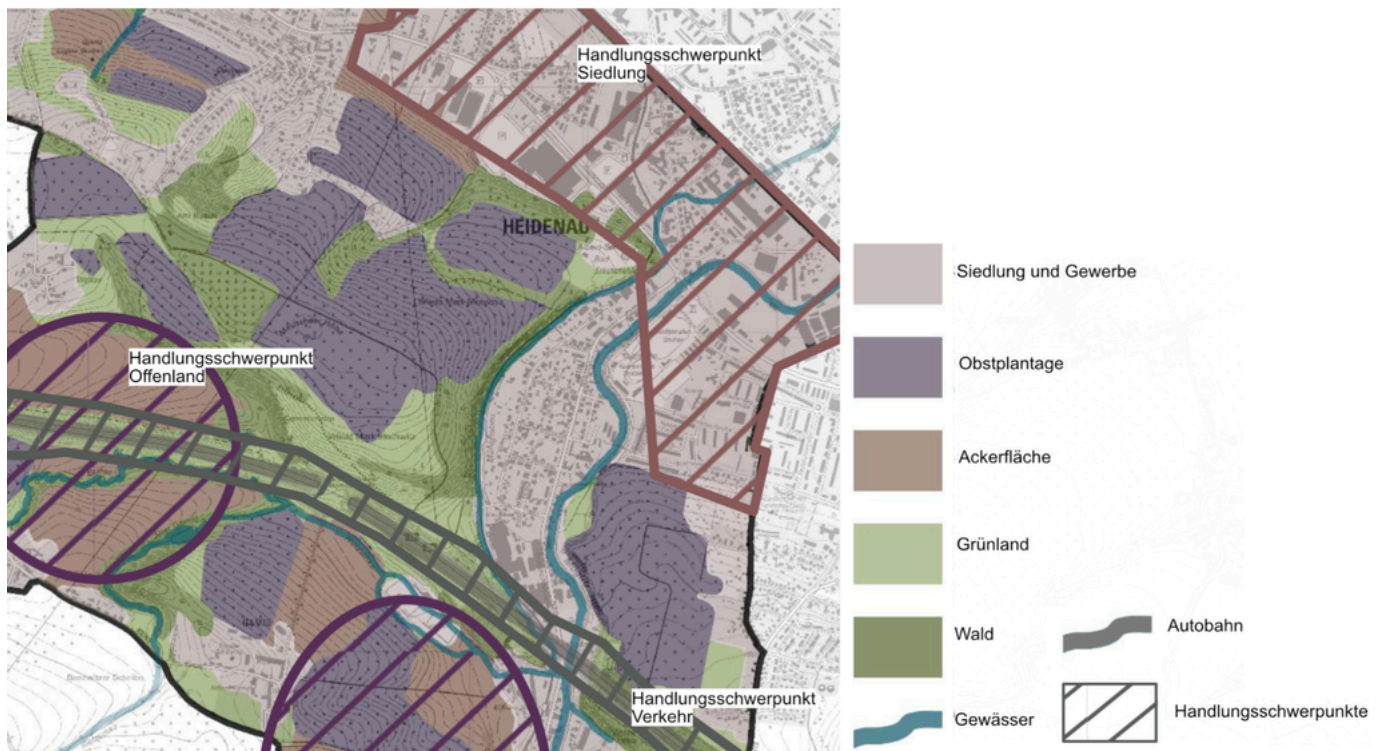 Handlungsschwerpunkt
Siedlung
HEIDENAU
Handlungsschwerpunkt
Offenland
Handlungsschwerpunkt
Verkehr
Siedlung und Gewerbe
Obstplantage
Ackerfläche
Grünland
Wald
Autobahn
Gewässer
Handlungsschwerpunkte